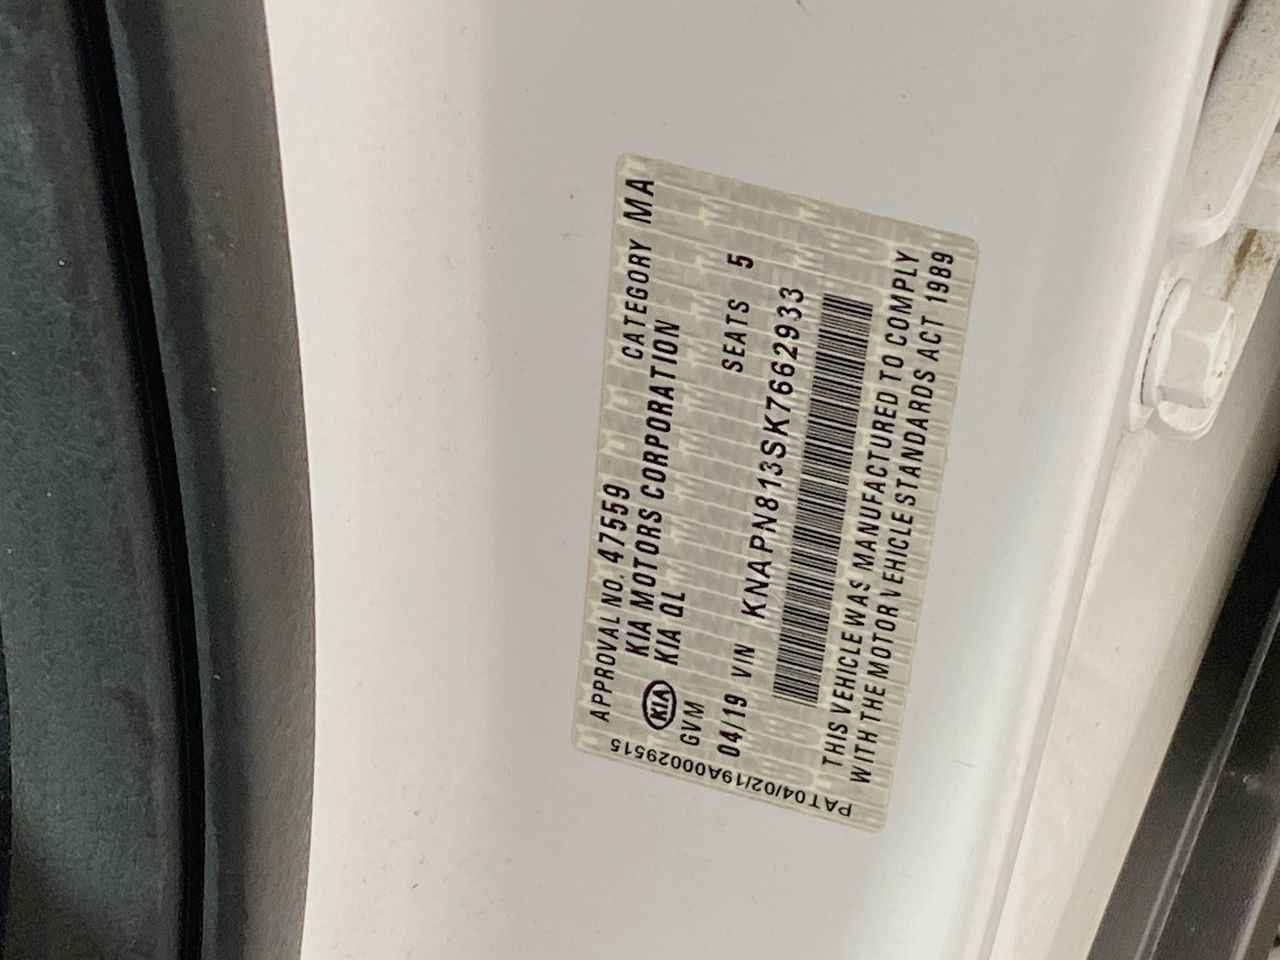 APPROVAL NO. 47559 CATEGORY MA
KIA MOTORS CORPORATION
KIA KIA QL
GVM SEATS 5
04/19 VIN KNAPN813SK7662933
THIS VEHICLE WAS MANUFACTURED TO COMPLY
WITH THE MOTOR VEHICLE STANDARDS ACT 1989
PAT04/02/19A00029515